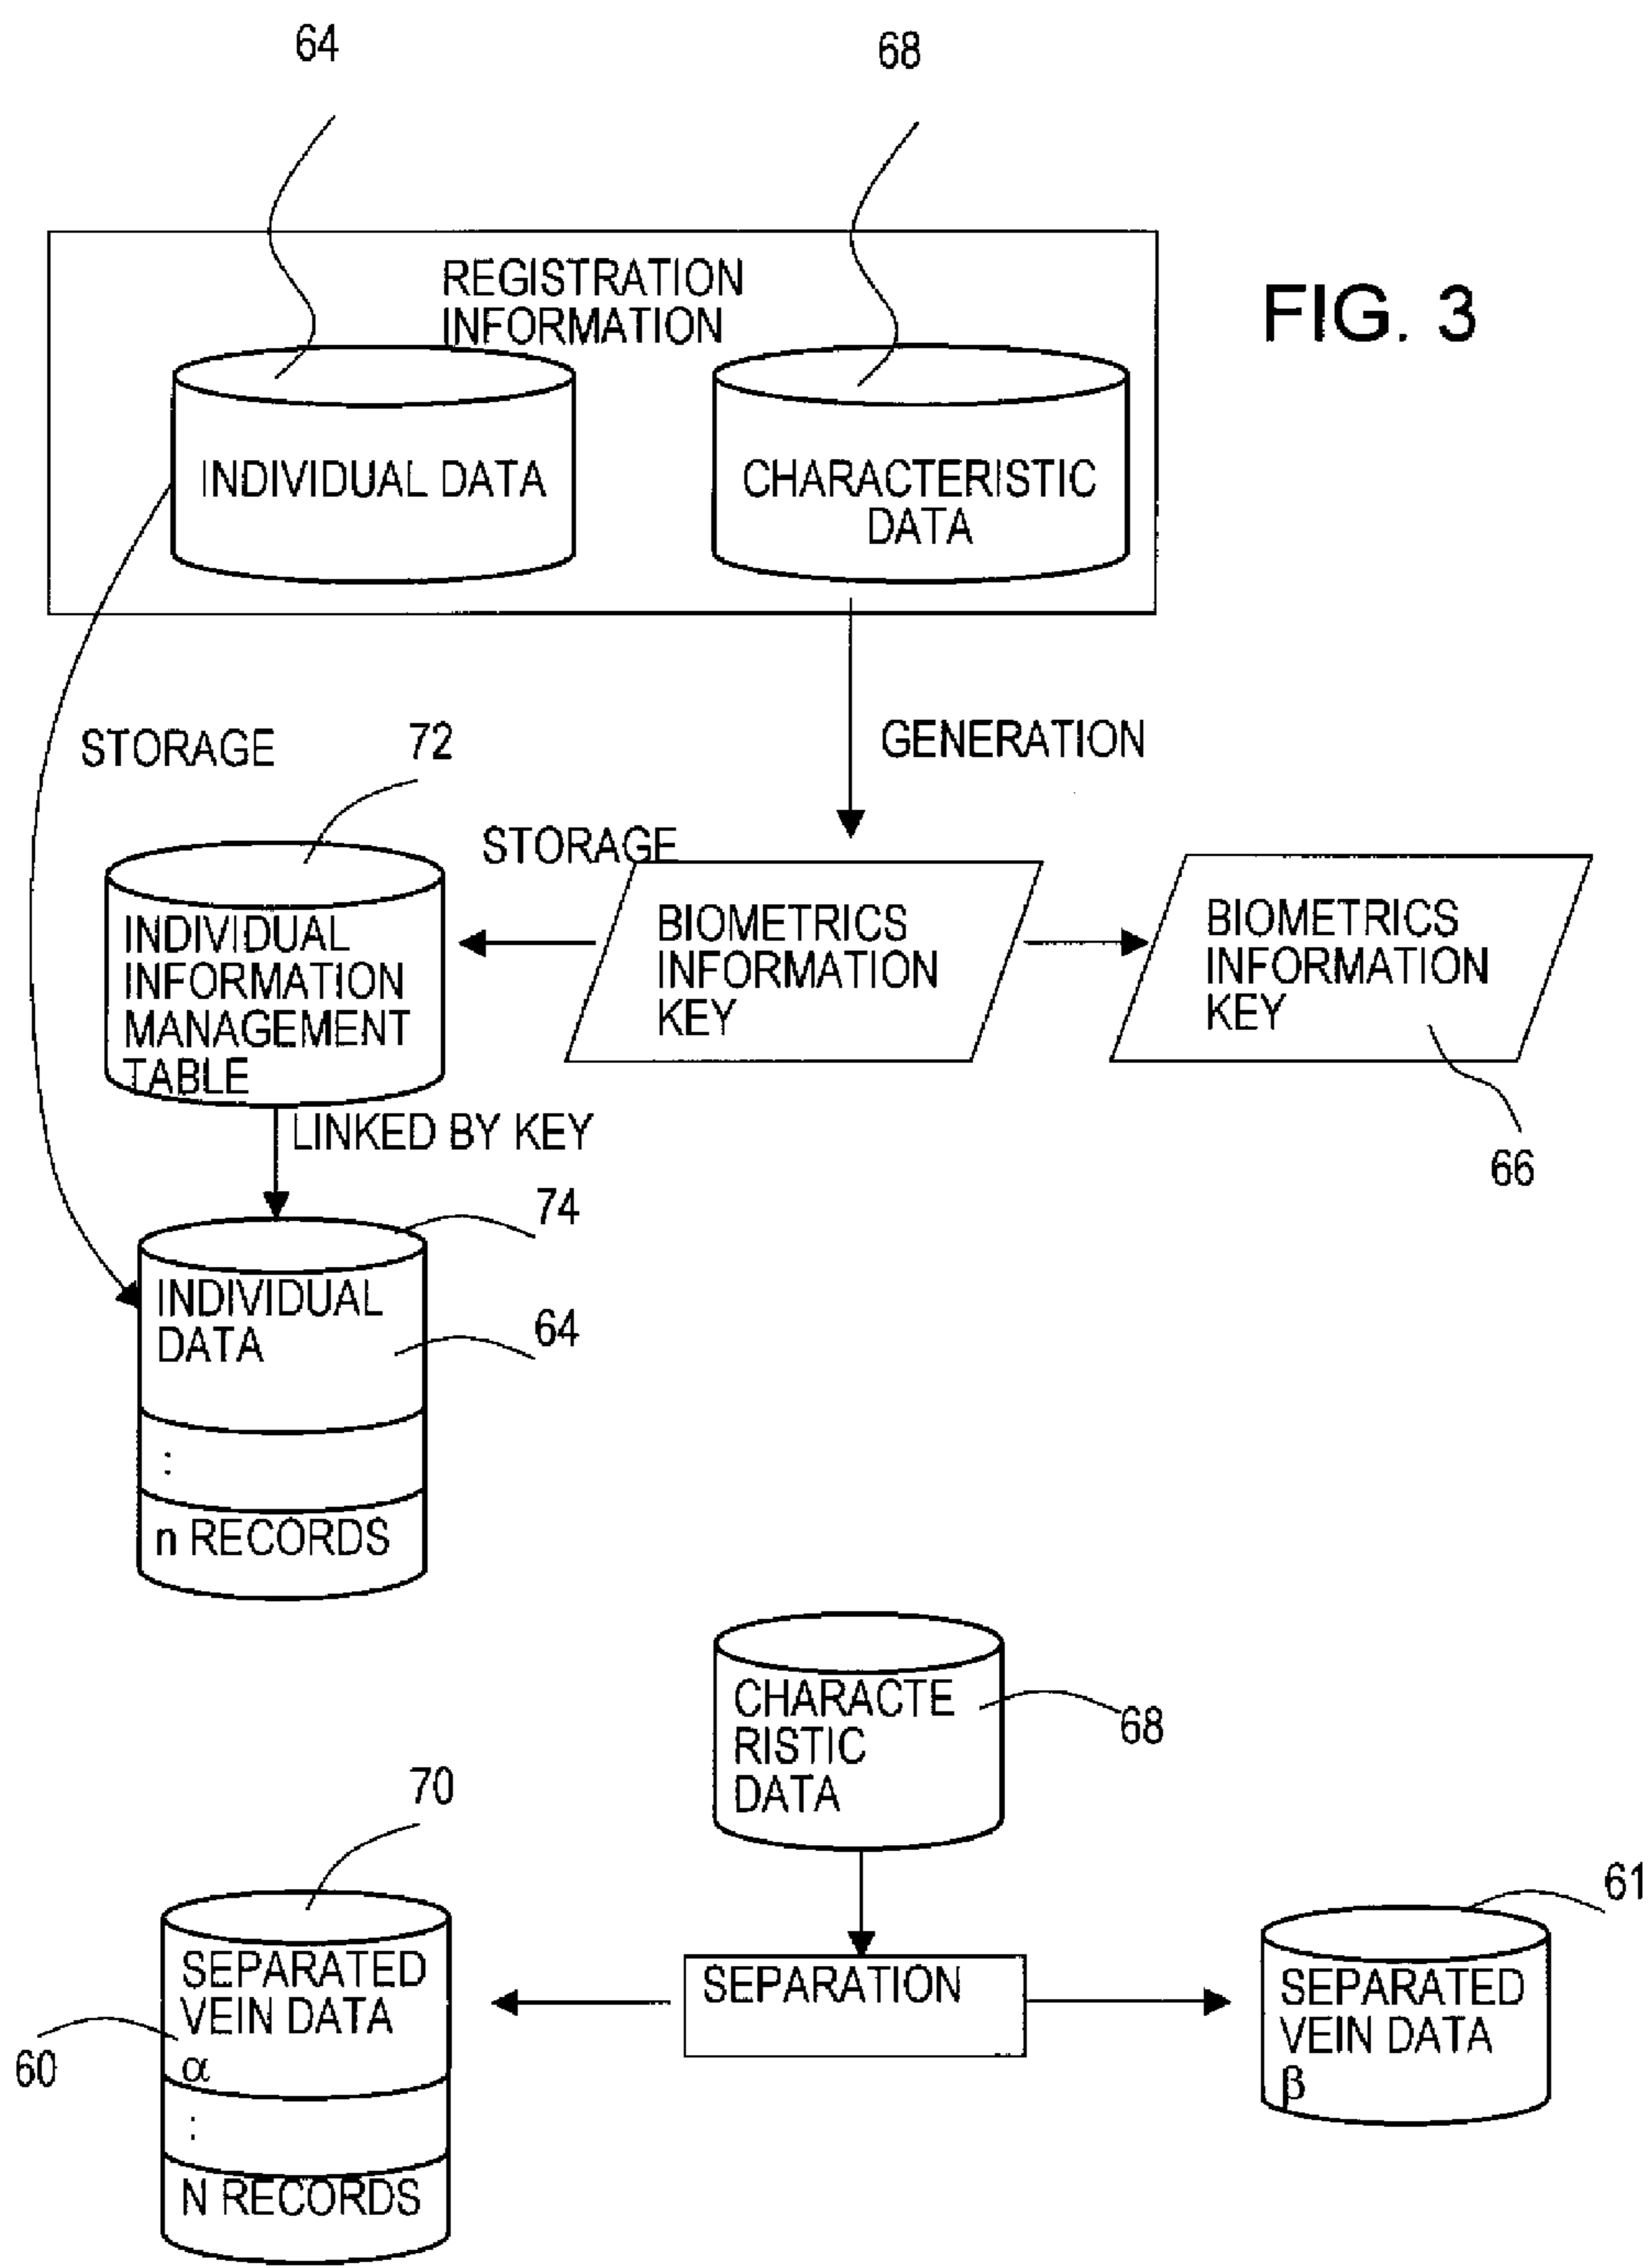 64
68
REGISTRATION
INFORMATION
FIG. 3
INDIVIDUAL DATA
CHARACTERISTIC
DATA
STORAGE
72
GENERATION
STORAGE
INDIVIDUAL
INFORMATION
MANAGEMENT
TABLE
BIOMETRICS
INFORMATION
KEY
BIOMETRICS
INFORMATION
KEY
66
LINKED BY KEY
74
INDIVIDUAL
DATA
64
:
n RECORDS
CHARACTE
RISTIC
DATA
68
70
61
SEPARATED
VEIN DATA
α
60
:
N RECORDS
SEPARATION
SEPARATED
VEIN DATA
β